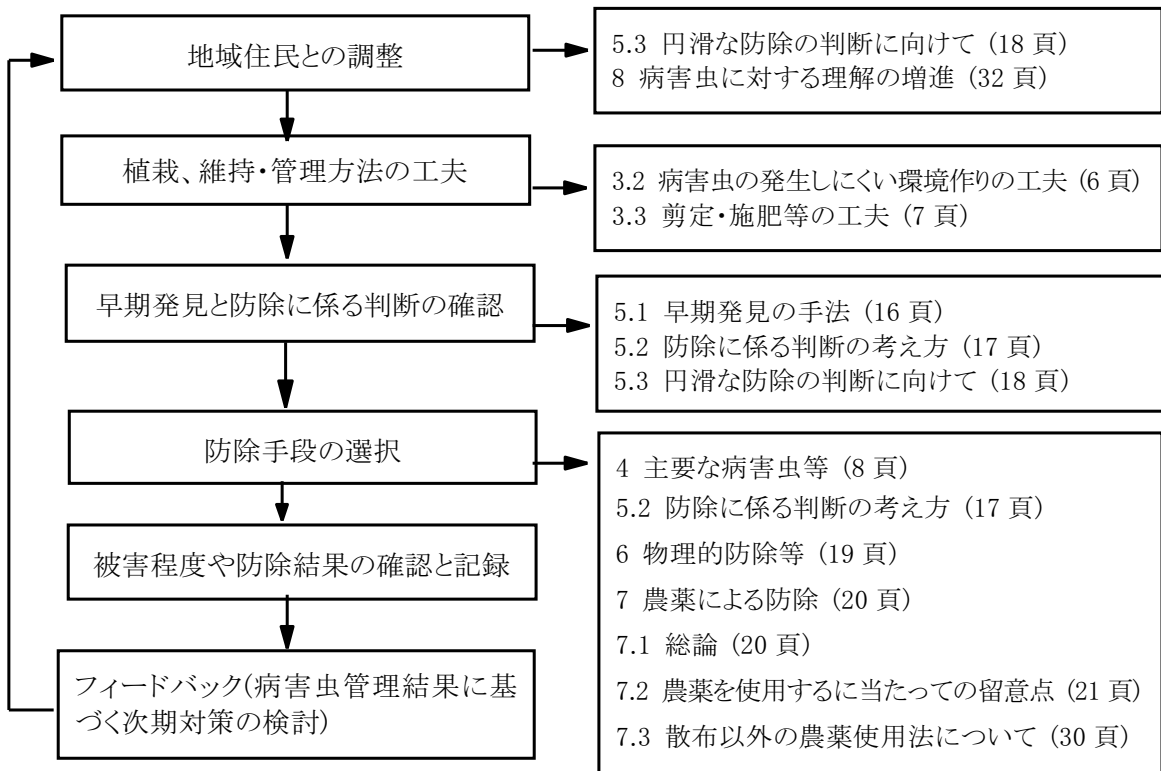 地域住民との調整
5.3 円滑な防除の判断に向けて (18 頁)
8 病害虫に対する理解の増進 (32 頁)
植栽、維持・管理方法の工夫
3.2 病害虫の発生しにくい環境作りの工夫 (6 頁)
3.3 剪定・施肥等の工夫 (7 頁)
早期発見と防除に係る判断の確認
5.1 早期発見の手法 (16 頁)
5.2 防除に係る判断の考え方 (17 頁)
5.3 円滑な防除の判断に向けて (18 頁)
防除手段の選択
4 主要な病害虫等 (8 頁)
5.2 防除に係る判断の考え方 (17 頁)
6 物理的防除等 (19 頁)
7 農薬による防除 (20 頁)
7.1 総論 (20 頁)
7.2 農薬を使用するに当たっての留意点 (21 頁)
7.3 散布以外の農薬使用法について (30 頁)
被害程度や防除結果の確認と記録
フィードバック(病害虫管理結果に基
づく次期対策の検討)